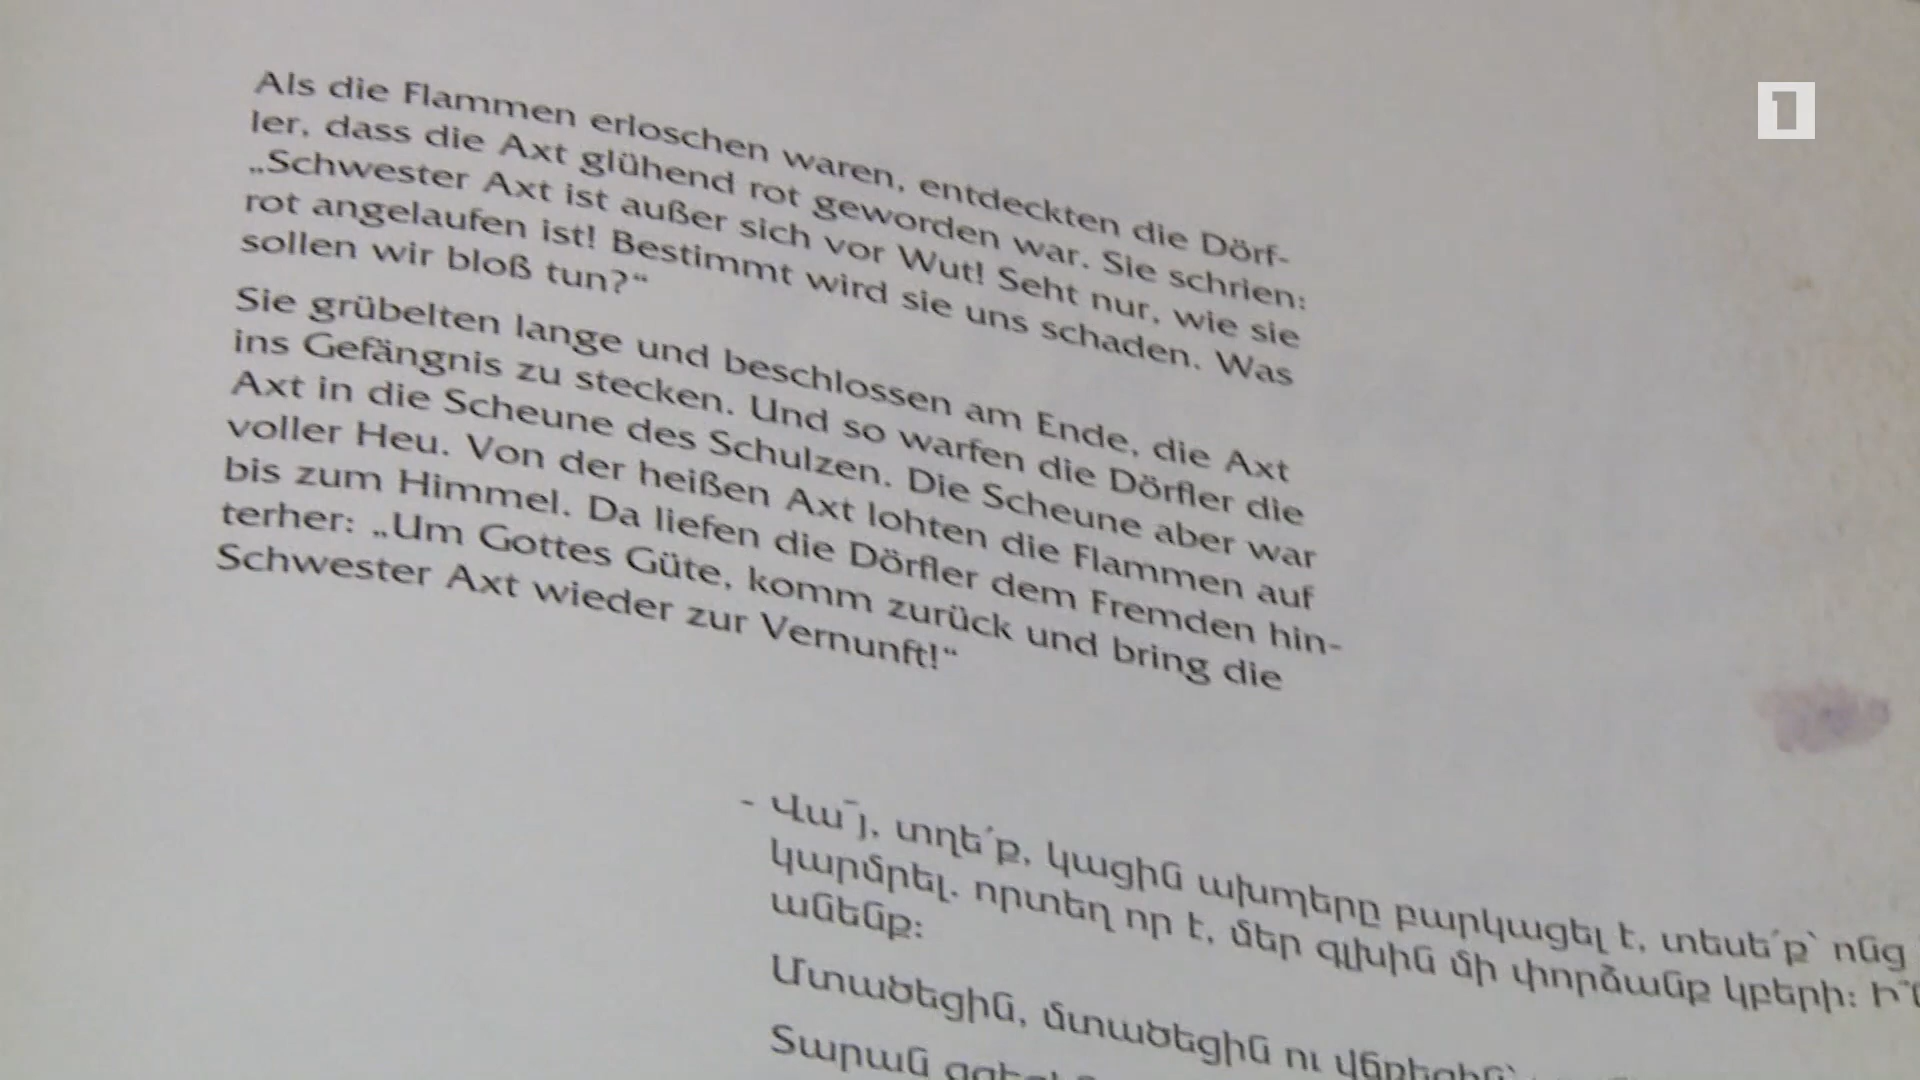 1
Als die Flammen erloschen waren, entdeckten die Dörf-
ler, dass die Axt glühend rot geworden war. Sie schrien:
„Schwester Axt ist außer sich vor Wut! Seht nur, wie sie
rot angelaufen ist! Bestimmt wird sie uns schaden. Was
sollen wir bloß tun?“
Sie grübelten lange und beschlossen am Ende, die Axt
ins Gefängnis zu stecken. Und so warfen die Dörfler die
Axt in die Scheune des Schulzen. Die Scheune aber war
voller Heu. Von der heißen Axt lohten die Flammen auf
bis zum Himmel. Da liefen die Dörfler dem Fremden hin-
terher: „Um Gottes Güte, komm zurück und bring die
Schwester Axt wieder zur Vernunft!“
- Վա՜յ, տղե՛ք, կացին ախպերը բարկացել է, տեսե՛ք՝ ոնց
կարմրել. որտեղ որ է, մեր գլխին մի փորձանք կբերի։
անենք։
Մտածեցին, մտածեցին ու վճռեցին՝
Տարան